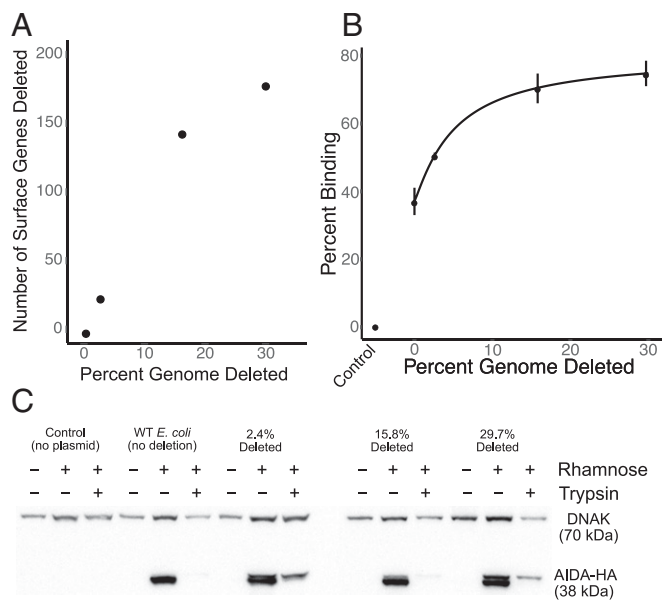 A
Number of Surface Genes Deleted
200
150
100
50
0
0 10 20 30
Percent Genome Deleted
B
Percent Binding
80
60
40
20
0
Control
0 10 20 30
Percent Genome Deleted
C
Control
(no plasmid)
WT E. coli
(no deletion)
2.4%
Deleted
15.8%
Deleted
29.7%
Deleted
– + + – + + – + + – + + – + + Rhamnose
– – + – – + – – + – – + – – + Trypsin
DNAK
(70 kDa)
AIDA-HA
(38 kDa)